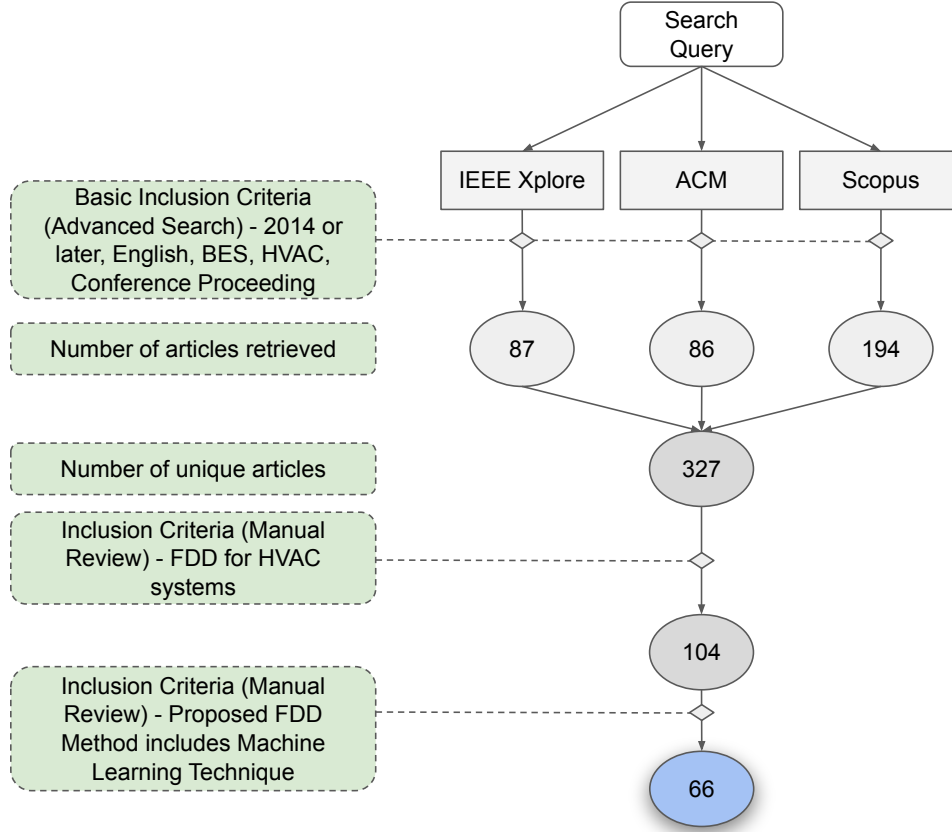 Search
Query
IEEE Xplore
ACM
Scopus
Basic Inclusion Criteria
(Advanced Search) - 2014 or
later, English, BES, HVAC,
Conference Proceeding
Number of articles retrieved
87
86
194
Number of unique articles
327
Inclusion Criteria (Manual
Review) - FDD for HVAC
systems
104
Inclusion Criteria (Manual
Review) - Proposed FDD
Method includes Machine
Learning Technique
66